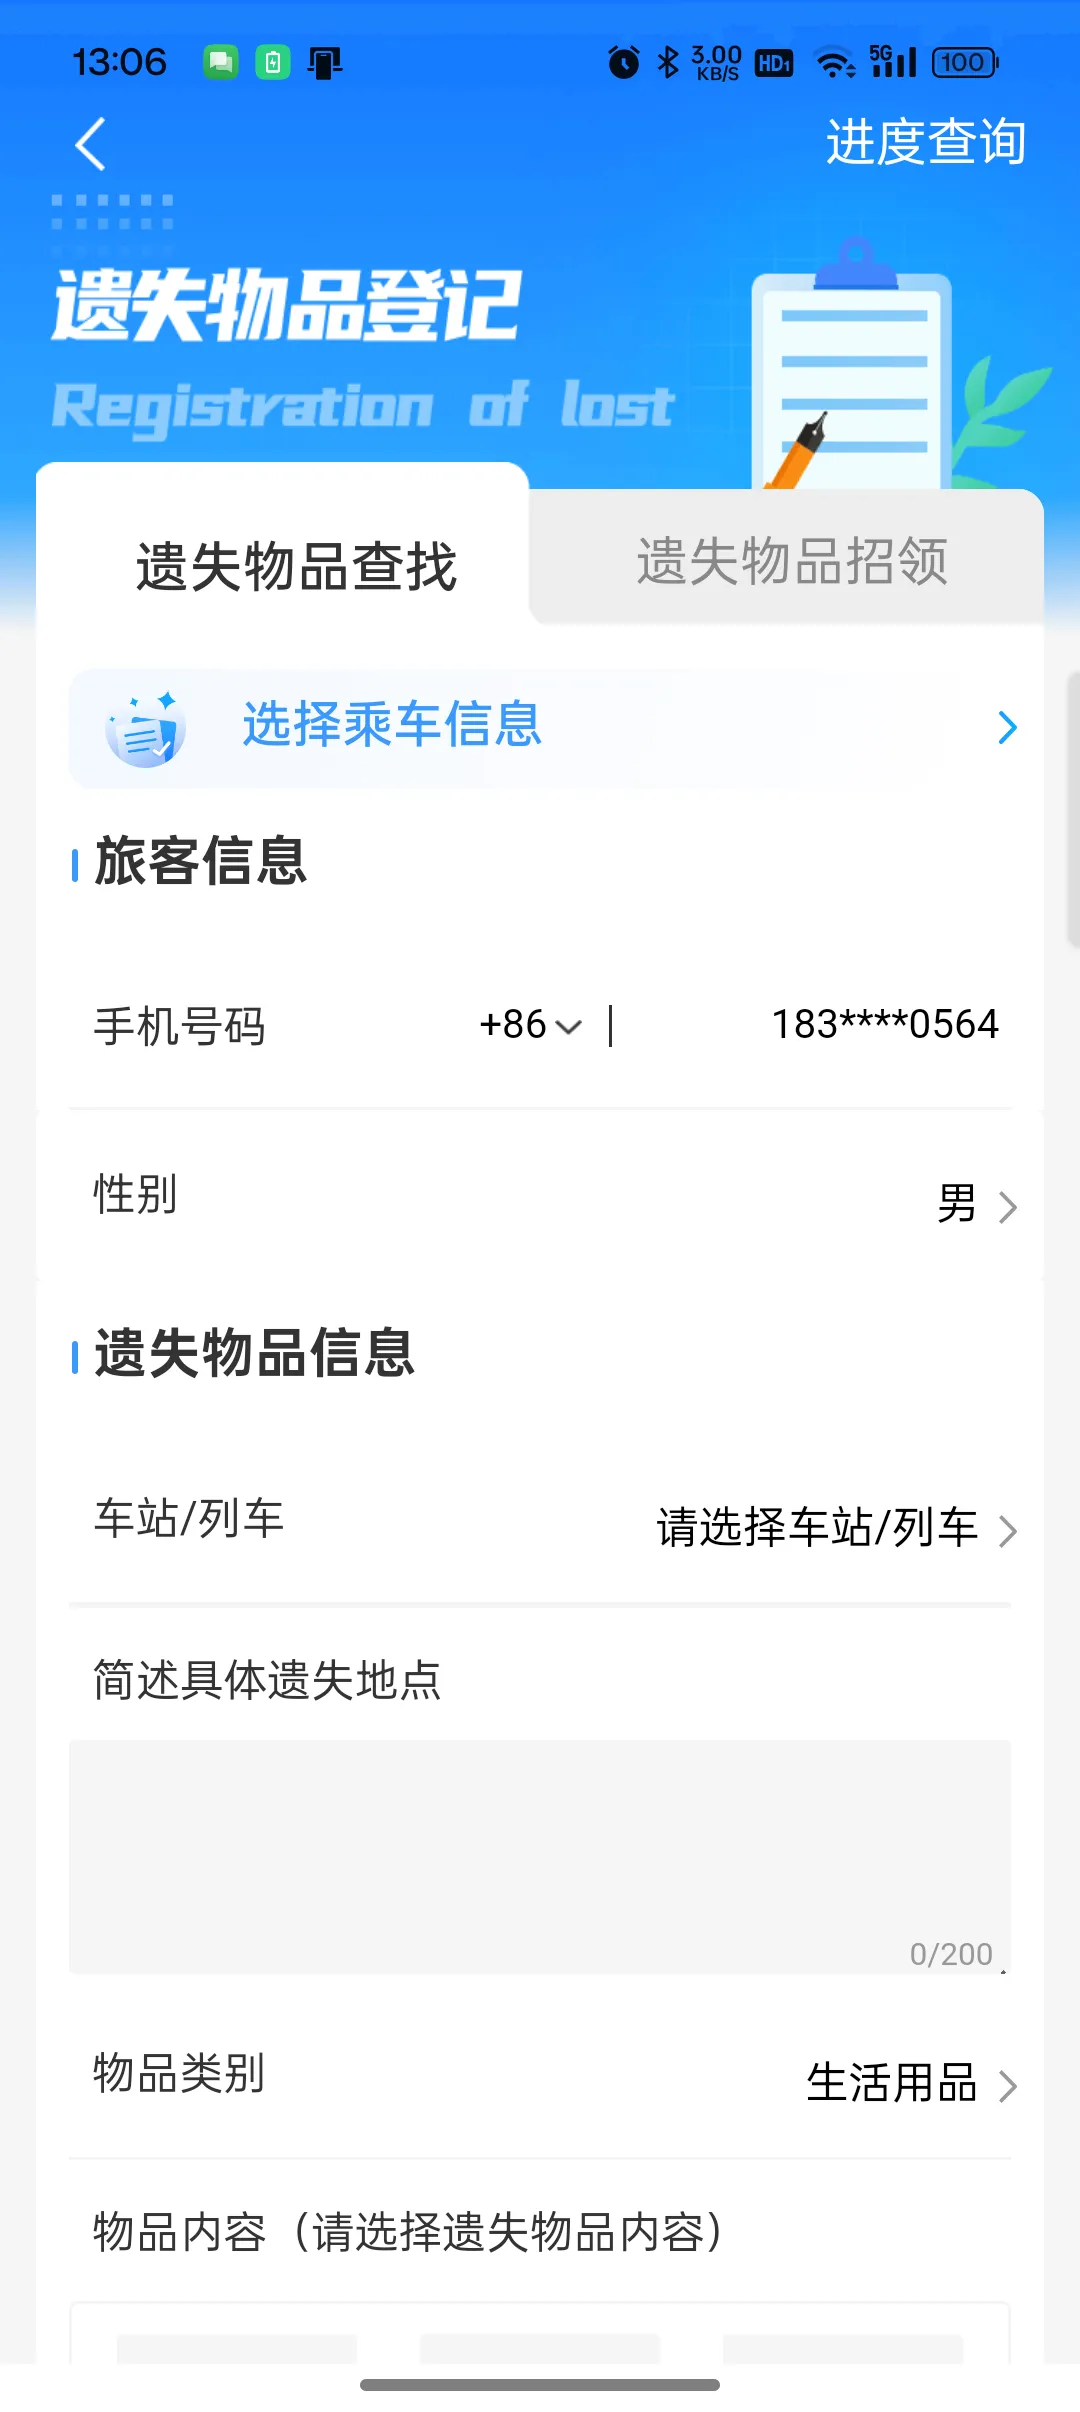 13:06
3.00
KB/S
HD1
5G
100
进度查询
遗失物品登记
Registration of lost
遗失物品查找
遗失物品招领
选择乘车信息
旅客信息
手机号码 +86 183****0564
性别 男
遗失物品信息
车站/列车 请选择车站/列车
简述具体遗失地点
0/200
物品类别 生活用品
物品内容（请选择遗失物品内容）